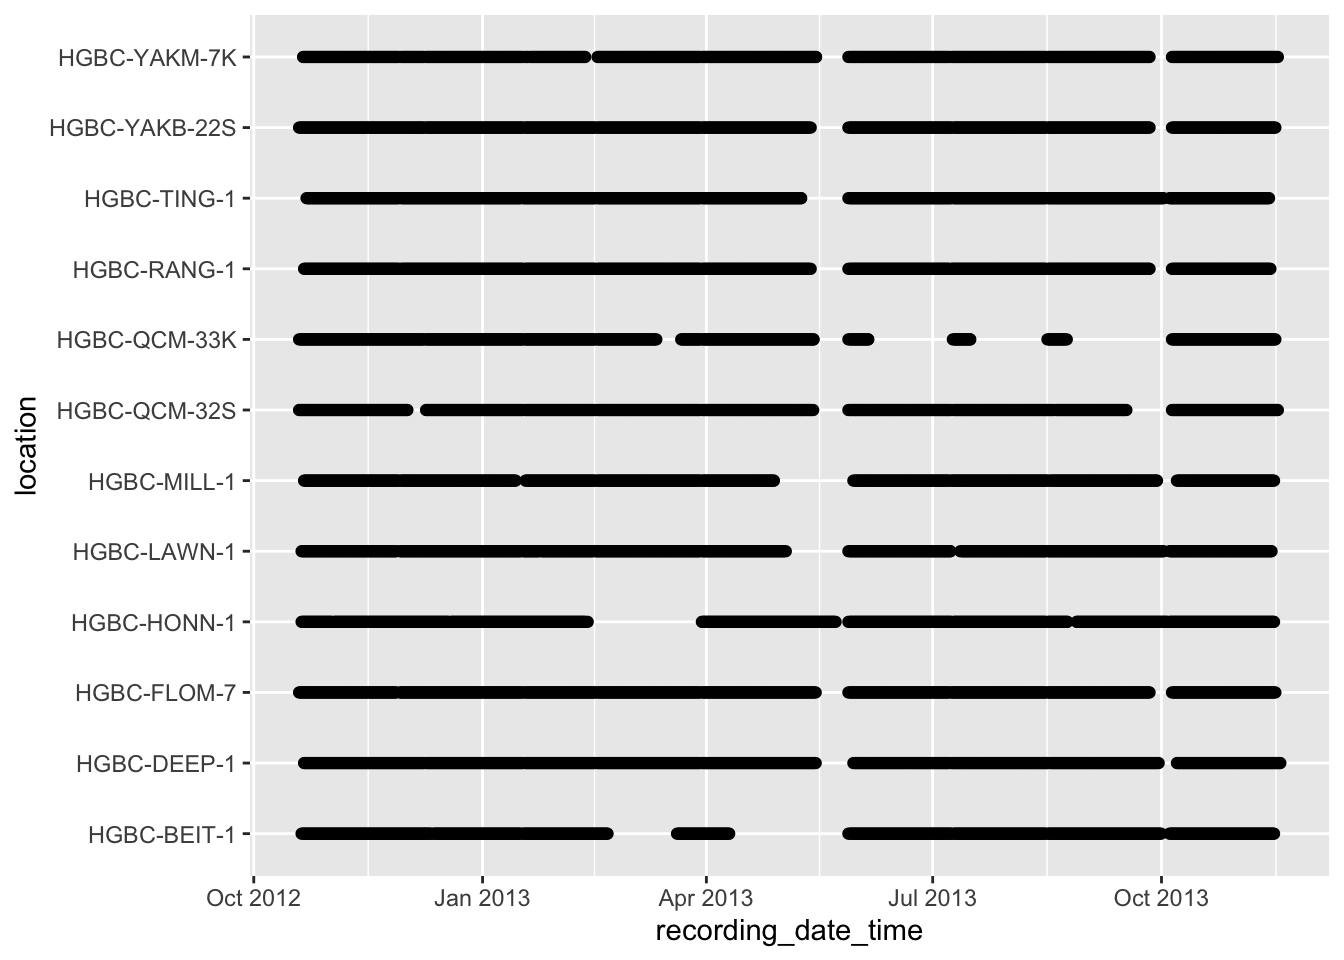 HGBC-YAKM-7K
HGBC-YAKB-22S
HGBC-TING-1
HGBC-RANG-1
HGBC-QCM-33K
HGBC-QCM-32S
HGBC-MILL-1
HGBC-LAWN-1
HGBC-HONN-1
HGBC-FLOM-7
HGBC-DEEP-1
HGBC-BEIT-1
location
Oct 2012 Jan 2013 Apr 2013 Jul 2013 Oct 2013
recording_date_time